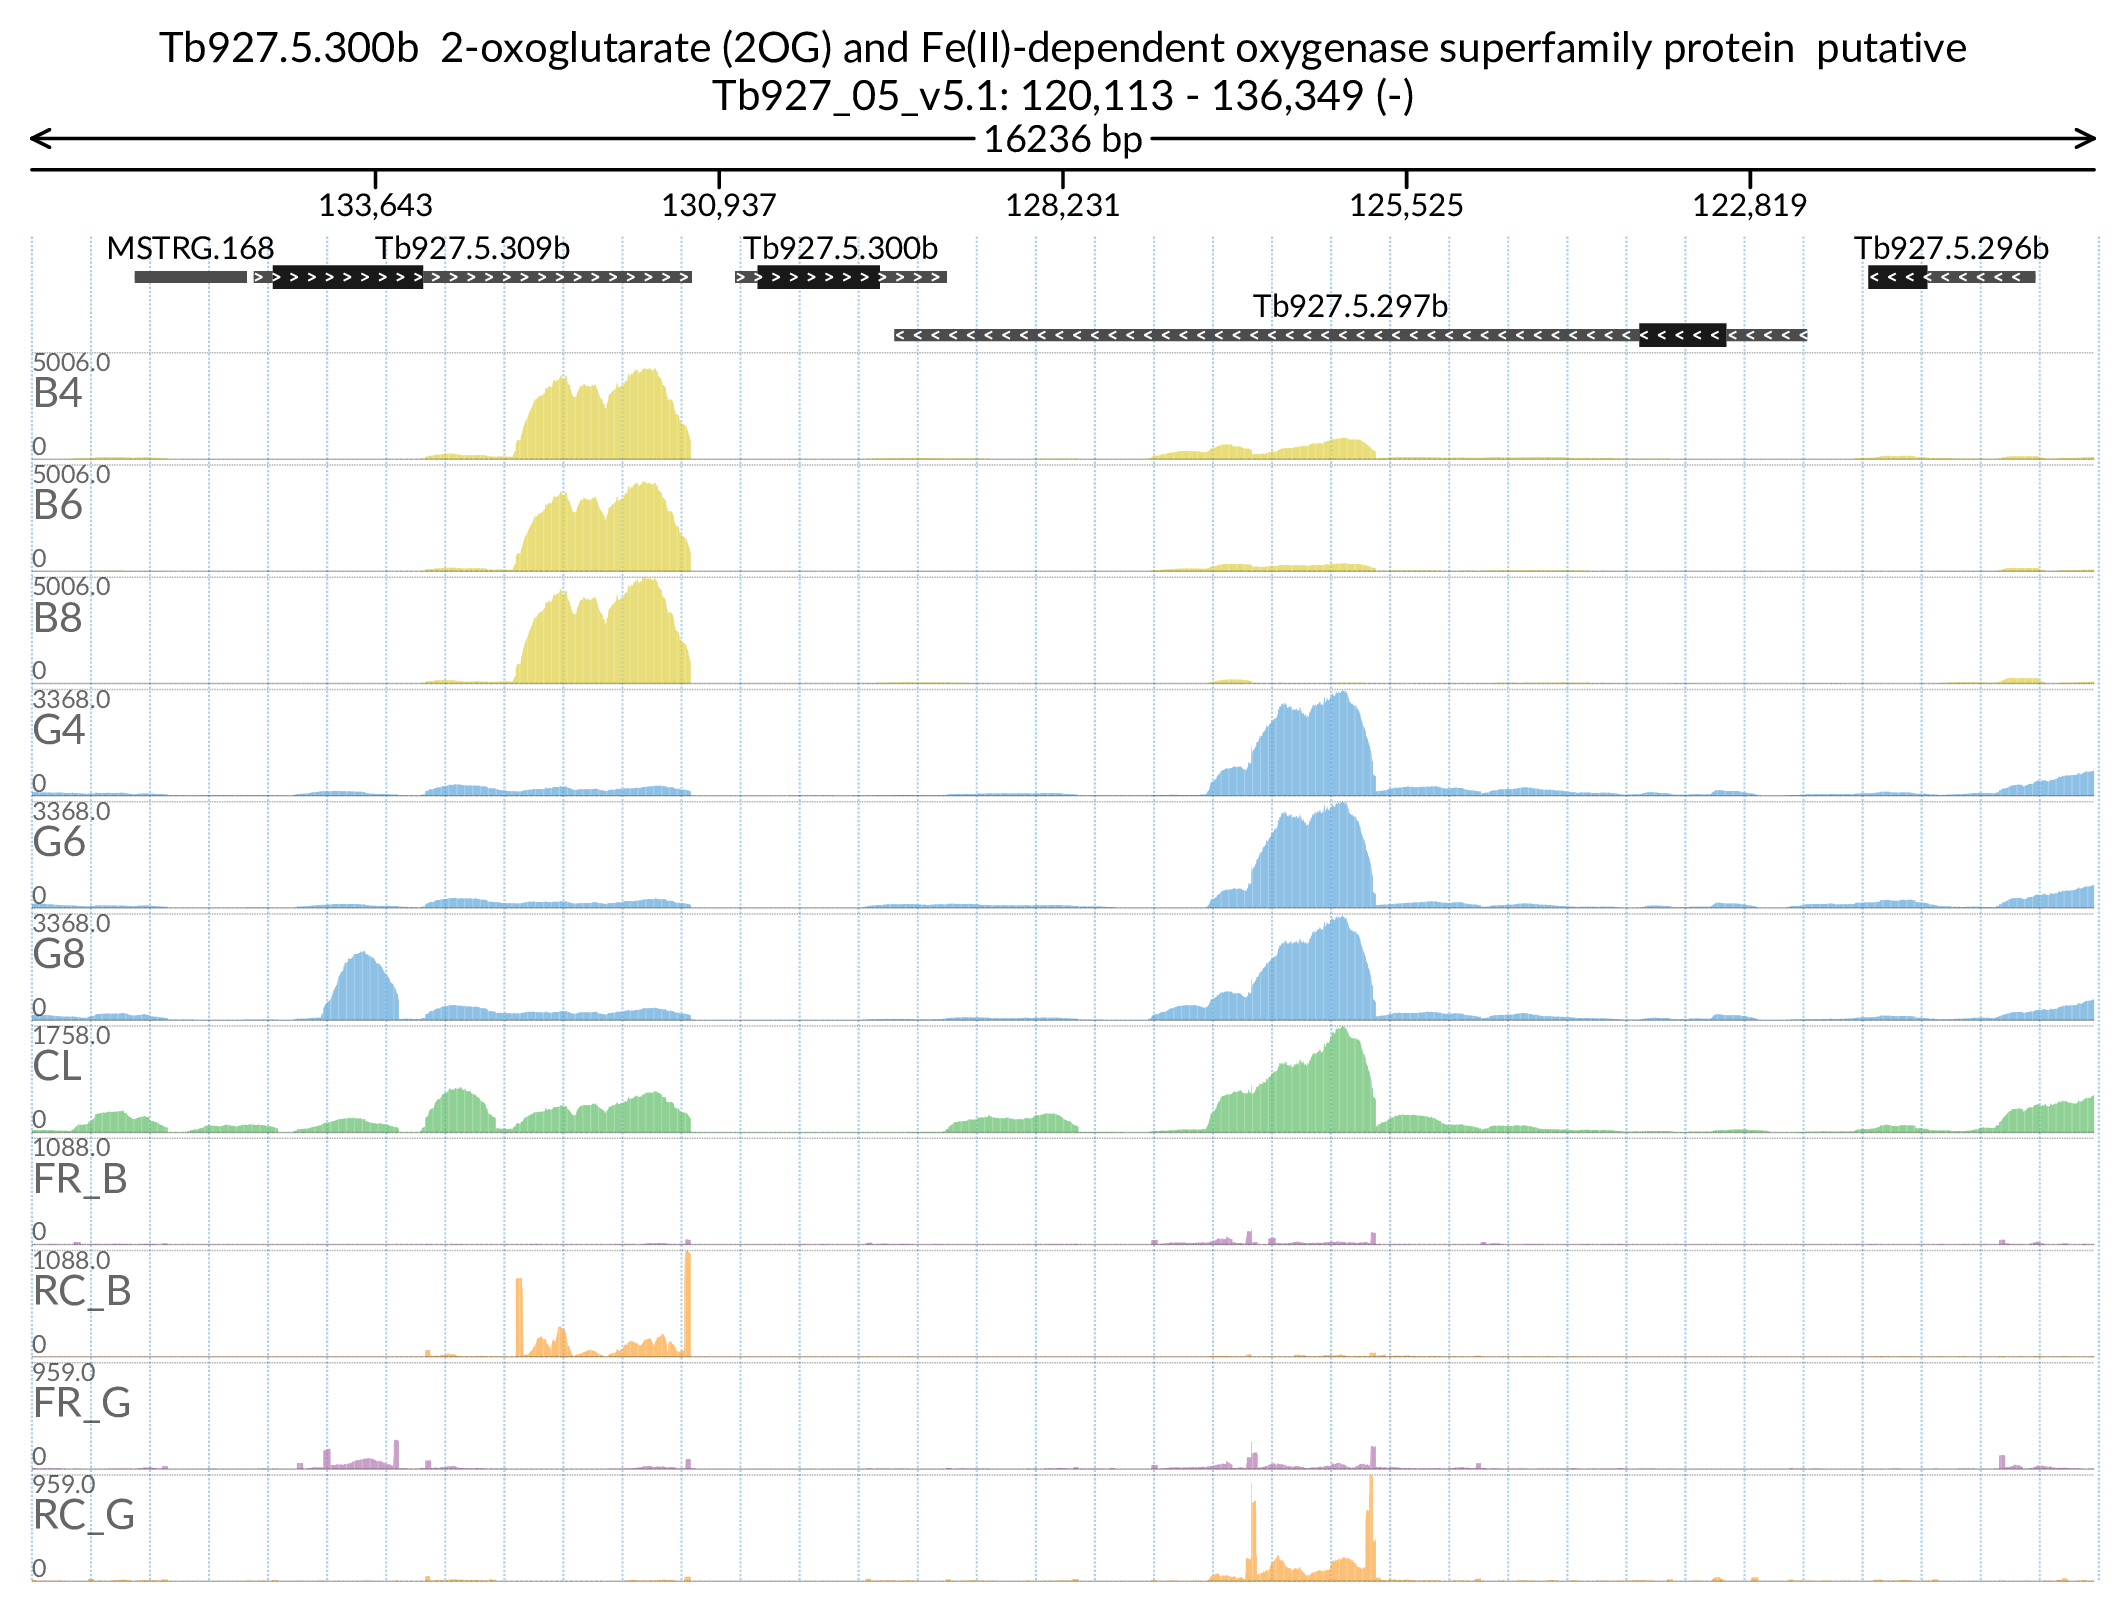 Tb927.5.300b  2-oxoglutarate (2OG) and Fe(II)-dependent oxygenase superfamily protein  putative
Tb927_05_v5.1: 120,113 - 136,349 (-)
16236 bp
133,643 130,937 128,231 125,525 122,819
MSTRG.168 Tb927.5.309b Tb927.5.300b Tb927.5.296b
Tb927.5.297b
5006.0
B4
0
5006.0
B6
0
5006.0
B8
0
3368.0
G4
0
3368.0
G6
0
3368.0
G8
0
1758.0
CL
0
1088.0
FR_B
0
1088.0
RC_B
0
959.0
FR_G
0
959.0
RC_G
0